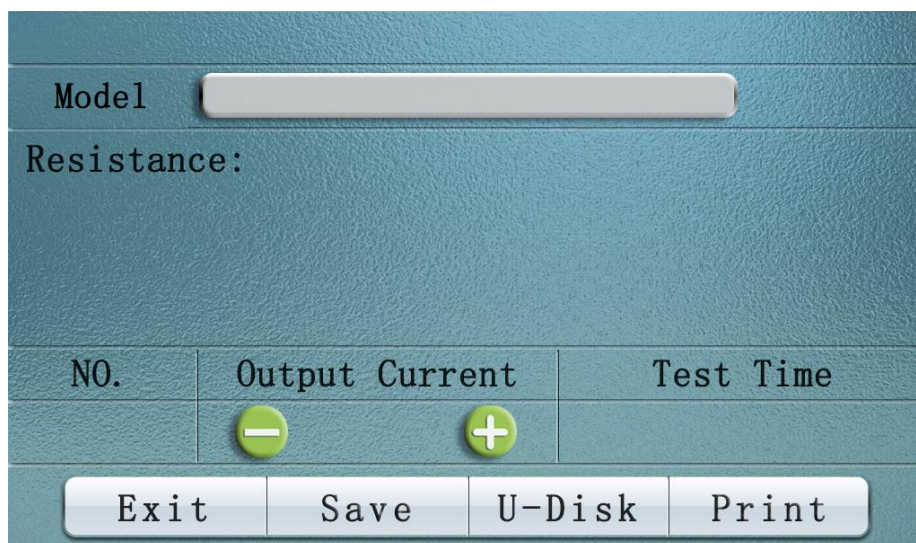 Model
Resistance:
NO. Output Current Test Time
Exit Save U-Disk Print